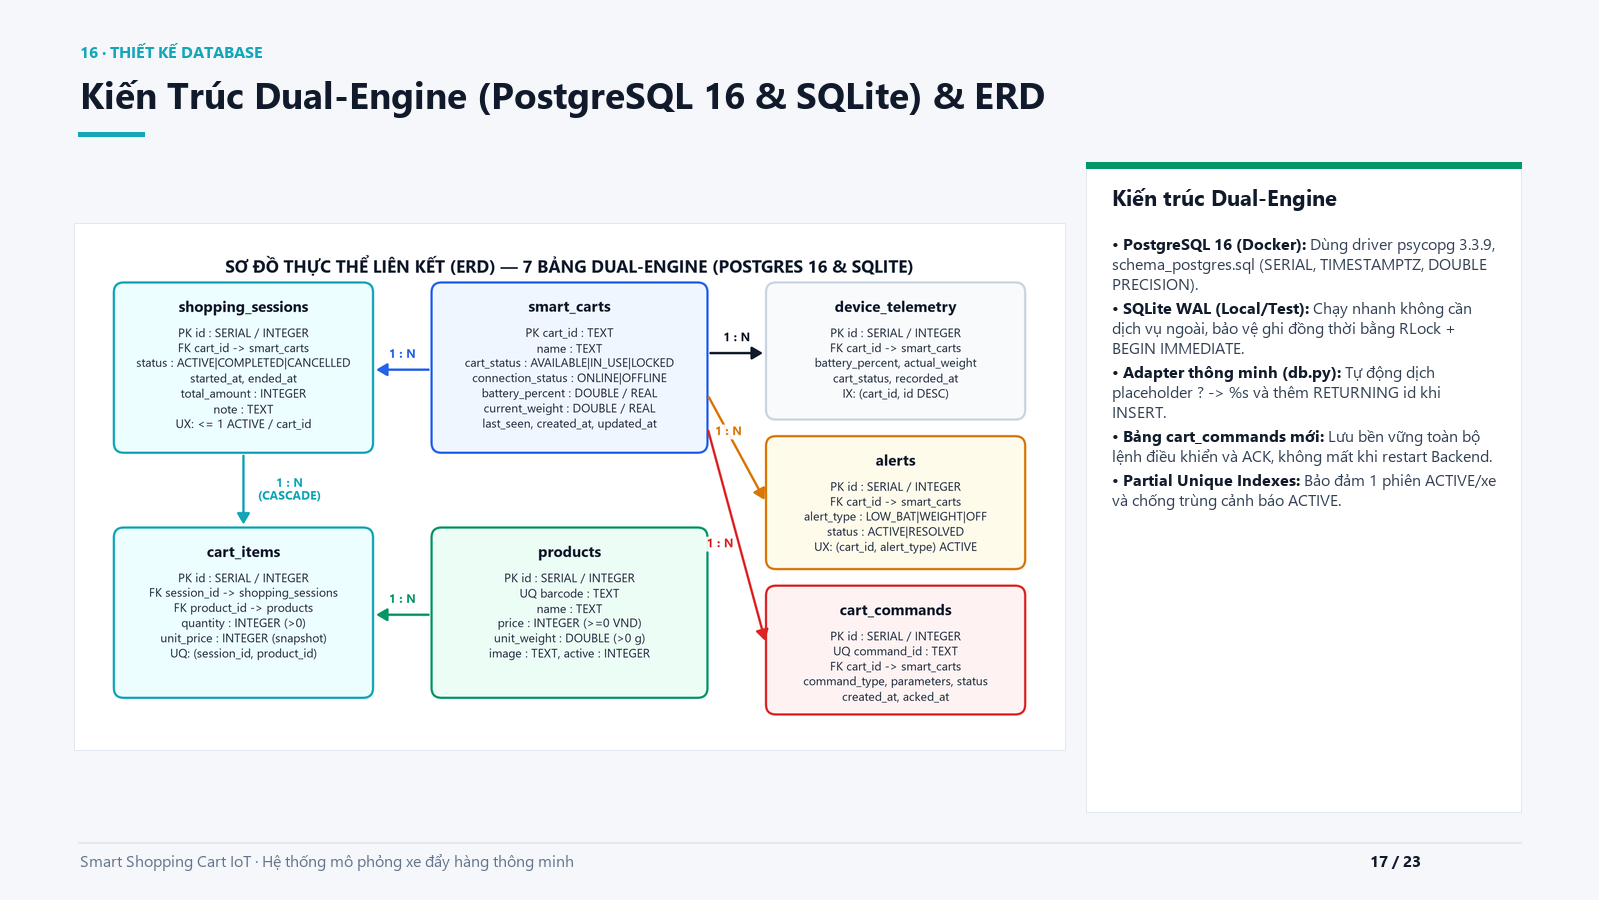 16 · THIẾT KẾ DATABASE
Kiến Trúc Dual-Engine (PostgreSQL 16 & SQLite) & ERD
SƠ ĐỒ THỰC THỂ LIÊN KẾT (ERD) — 7 BẢNG DUAL-ENGINE (POSTGRES 16 & SQLITE)
shopping_sessions
PK id : SERIAL / INTEGER
FK cart_id -> smart_carts
status : ACTIVE|COMPLETED|CANCELLED
started_at, ended_at
total_amount : INTEGER
note : TEXT
UX: <= 1 ACTIVE / cart_id
1 : N
smart_carts
PK cart_id : TEXT
name : TEXT
cart_status : AVAILABLE|IN_USE|LOCKED
connection_status : ONLINE|OFFLINE
battery_percent : DOUBLE / REAL
current_weight : DOUBLE / REAL
last_seen, created_at, updated_at
1 : N
device_telemetry
PK id : SERIAL / INTEGER
FK cart_id -> smart_carts
battery_percent, actual_weight
cart_status, recorded_at
IX: (cart_id, id DESC)
1 : N
alerts
PK id : SERIAL / INTEGER
FK cart_id -> smart_carts
alert_type : LOW_BAT|WEIGHT|OFF
status : ACTIVE|RESOLVED
UX: (cart_id, alert_type) ACTIVE
1 : N
(CASCADE)
cart_items
PK id : SERIAL / INTEGER
FK session_id -> shopping_sessions
FK product_id -> products
quantity : INTEGER (>0)
unit_price : INTEGER (snapshot)
UQ: (session_id, product_id)
1 : N
products
PK id : SERIAL / INTEGER
UQ barcode : TEXT
name : TEXT
price : INTEGER (>=0 VND)
unit_weight : DOUBLE (>0 g)
image : TEXT, active : INTEGER
1 : N
cart_commands
PK id : SERIAL / INTEGER
UQ command_id : TEXT
FK cart_id -> smart_carts
command_type, parameters, status
created_at, acked_at
Kiến trúc Dual-Engine
• PostgreSQL 16 (Docker): Dùng driver psycopg 3.3.9,
schema_postgres.sql (SERIAL, TIMESTAMPTZ, DOUBLE
PRECISION).
• SQLite WAL (Local/Test): Chạy nhanh không cần
dịch vụ ngoài, bảo vệ ghi đồng thời bằng RLock +
BEGIN IMMEDIATE.
• Adapter thông minh (db.py): Tự động dịch
placeholder ? -> %s và thêm RETURNING id khi
INSERT.
• Bảng cart_commands mới: Lưu bền vững toàn bộ
lệnh điều khiển và ACK, không mất khi restart Backend.
• Partial Unique Indexes: Bảo đảm 1 phiên ACTIVE/xe
và chống trùng cảnh báo ACTIVE.
Smart Shopping Cart IoT · Hệ thống mô phỏng xe đẩy hàng thông minh
17 / 23